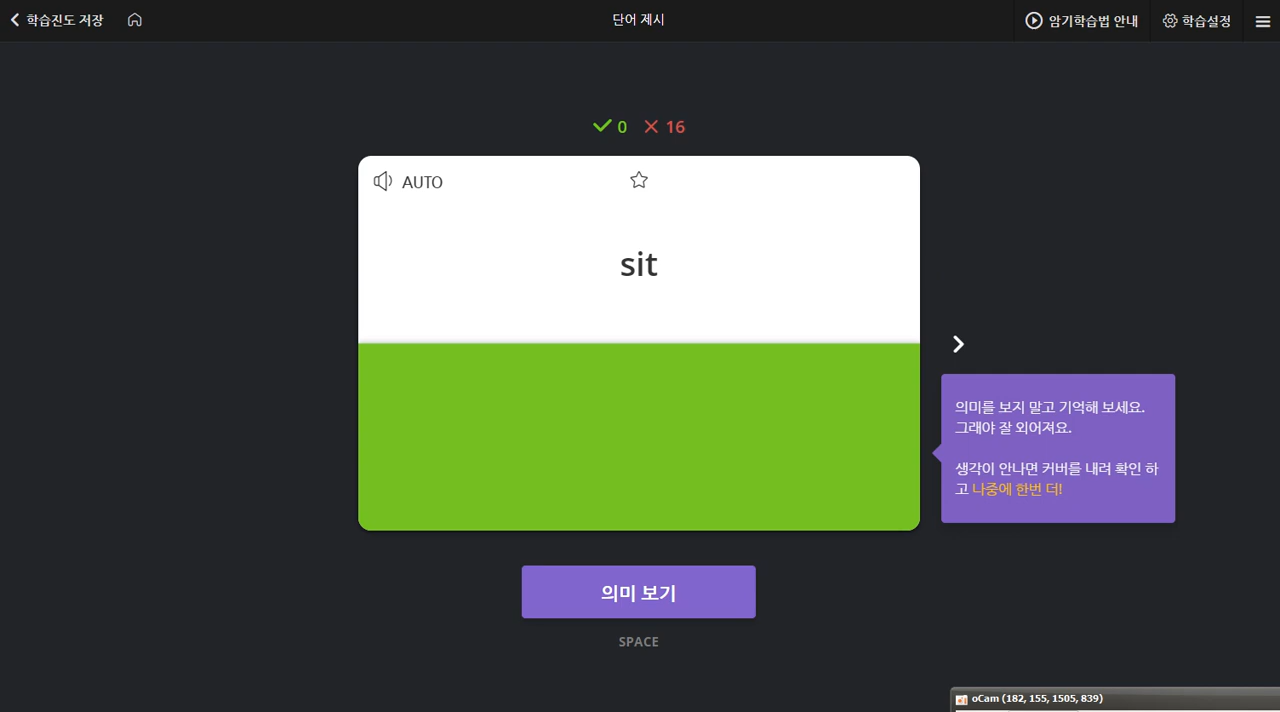 학습진도 저장
단어 제시
암기학습법 안내
학습설정
0
16
AUTO
sit
의미를 보지 말고 기억해 보세요.
그래야 잘 외어져요.
생각이 안나면 커버를 내려 확인 하
고 나중에 한번 더!
의미 보기
SPACE
oCam (182, 155, 1505, 839)